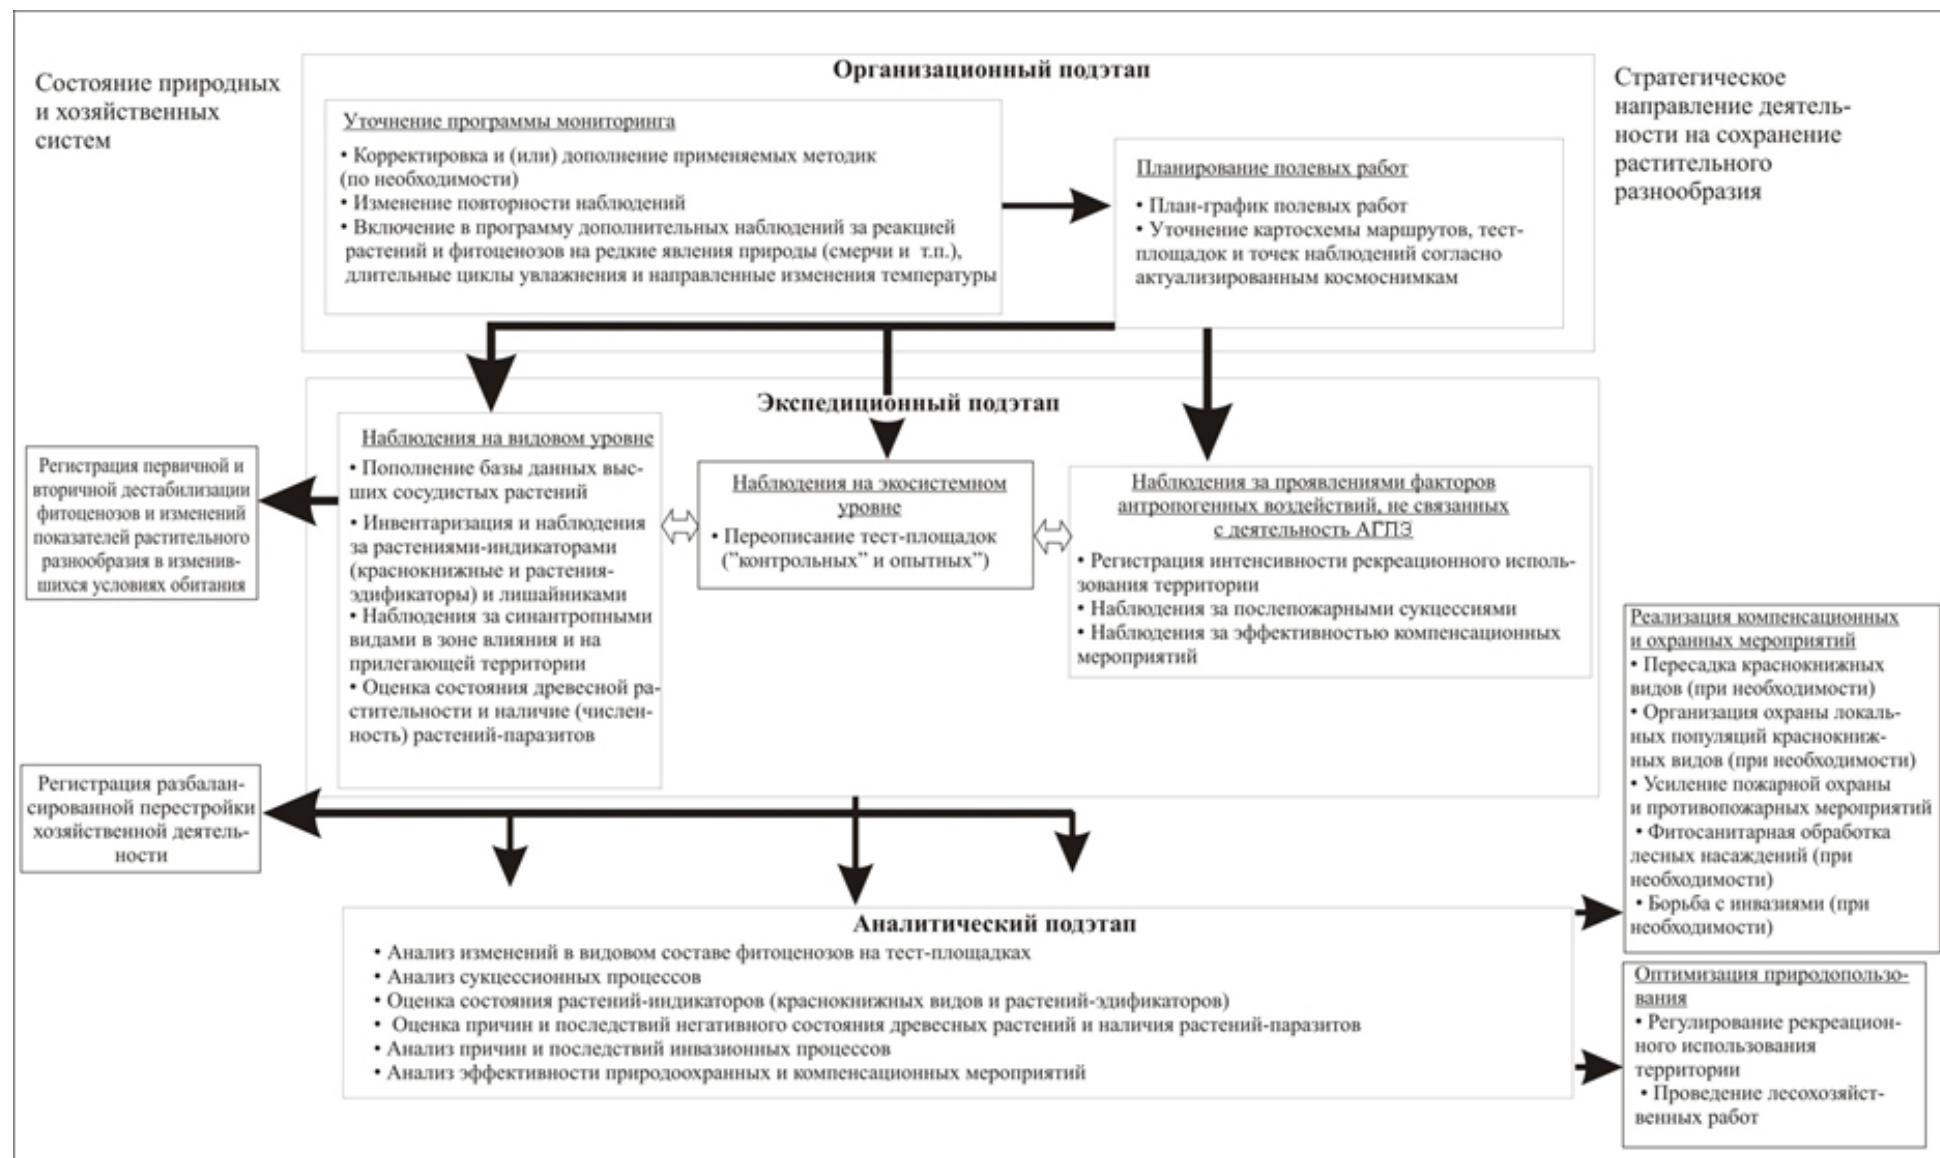 Состояние природных
и хозяйственных
систем
Организационный подэтап
Уточнение программы мониторинга
• Корректировка и (или) дополнение применяемых методик
(по необходимости)
• Изменение повторности наблюдений
• Включение в программу дополнительных наблюдений за реакцией
растений и фитоценозов на редкие явления природы (смерчи и т.п.),
длительные циклы увлажнения и направленные изменения температуры
Планирование полевых работ
• План-график полевых работ
• Уточнение картосхемы маршрутов, тест-
площадок и точек наблюдений согласно
актуализированным космоснимкам
Стратегическое
направление деятель-
ности на сохранение
растительного
разнообразия
Экспедиционный подэтап
Регистрация первичной и
вторичной дестабилизации
фитоценозов и изменений
показателей растительного
разнообразия в изменив-
шихся условиях обитания
Наблюдения на видовом уровне
• Пополнение базы данных выс-
ших сосудистых растений
• Инвентаризация и наблюдения
за растениями-индикаторами
(краснокнижные и растения-
эдификаторы) и лишайниками
• Наблюдения за синантропными
видами в зоне влияния и на
прилегающей территории
• Оценка состояния древесной ра-
стительности и наличие (числен-
ность) растений-паразитов
Наблюдения на экосистемном
уровне
• Переописание тест-площадок
("контрольных" и опытных")
Наблюдения за проявлениями факторов
антропогенных воздействий, не связанных
с деятельность АГПЗ
• Регистрация интенсивности рекреационного исполь-
зования территории
• Наблюдения за послепожарными сукцессиями
• Наблюдения за эффективностью компенсационных
мероприятий
Регистрация разбалан-
сированной перестройки
хозяйственной деятель-
ности
Аналитический подэтап
• Анализ изменений в видовом составе фитоценозов на тест-площадках
• Анализ сукцессионных процессов
• Оценка состояния растений-индикаторов (краснокнижных видов и растений-эдификаторов)
• Оценка причин и последствий негативного состояния древесных растений и наличия растений-паразитов
• Анализ причин и последствий инвазионных процессов
• Анализ эффективности природоохранных и компенсационных мероприятий
Реализация компенсационных
и охранных мероприятий
• Пересадка краснокнижных
видов (при необходимости)
• Организация охраны локаль-
ных популяций краснокниж-
ных видов (при необходимости)
• Усиление пожарной охраны
и противопожарных мероприятий
• Фитосанитарная обработка
лесных насаждений (при
необходимости)
• Борьба с инвазиями (при
необходимости)
Оптимизация природопользо-
вания
• Регулирование рекреацион-
ного использования
территории
• Проведение лесохозяйст-
венных работ